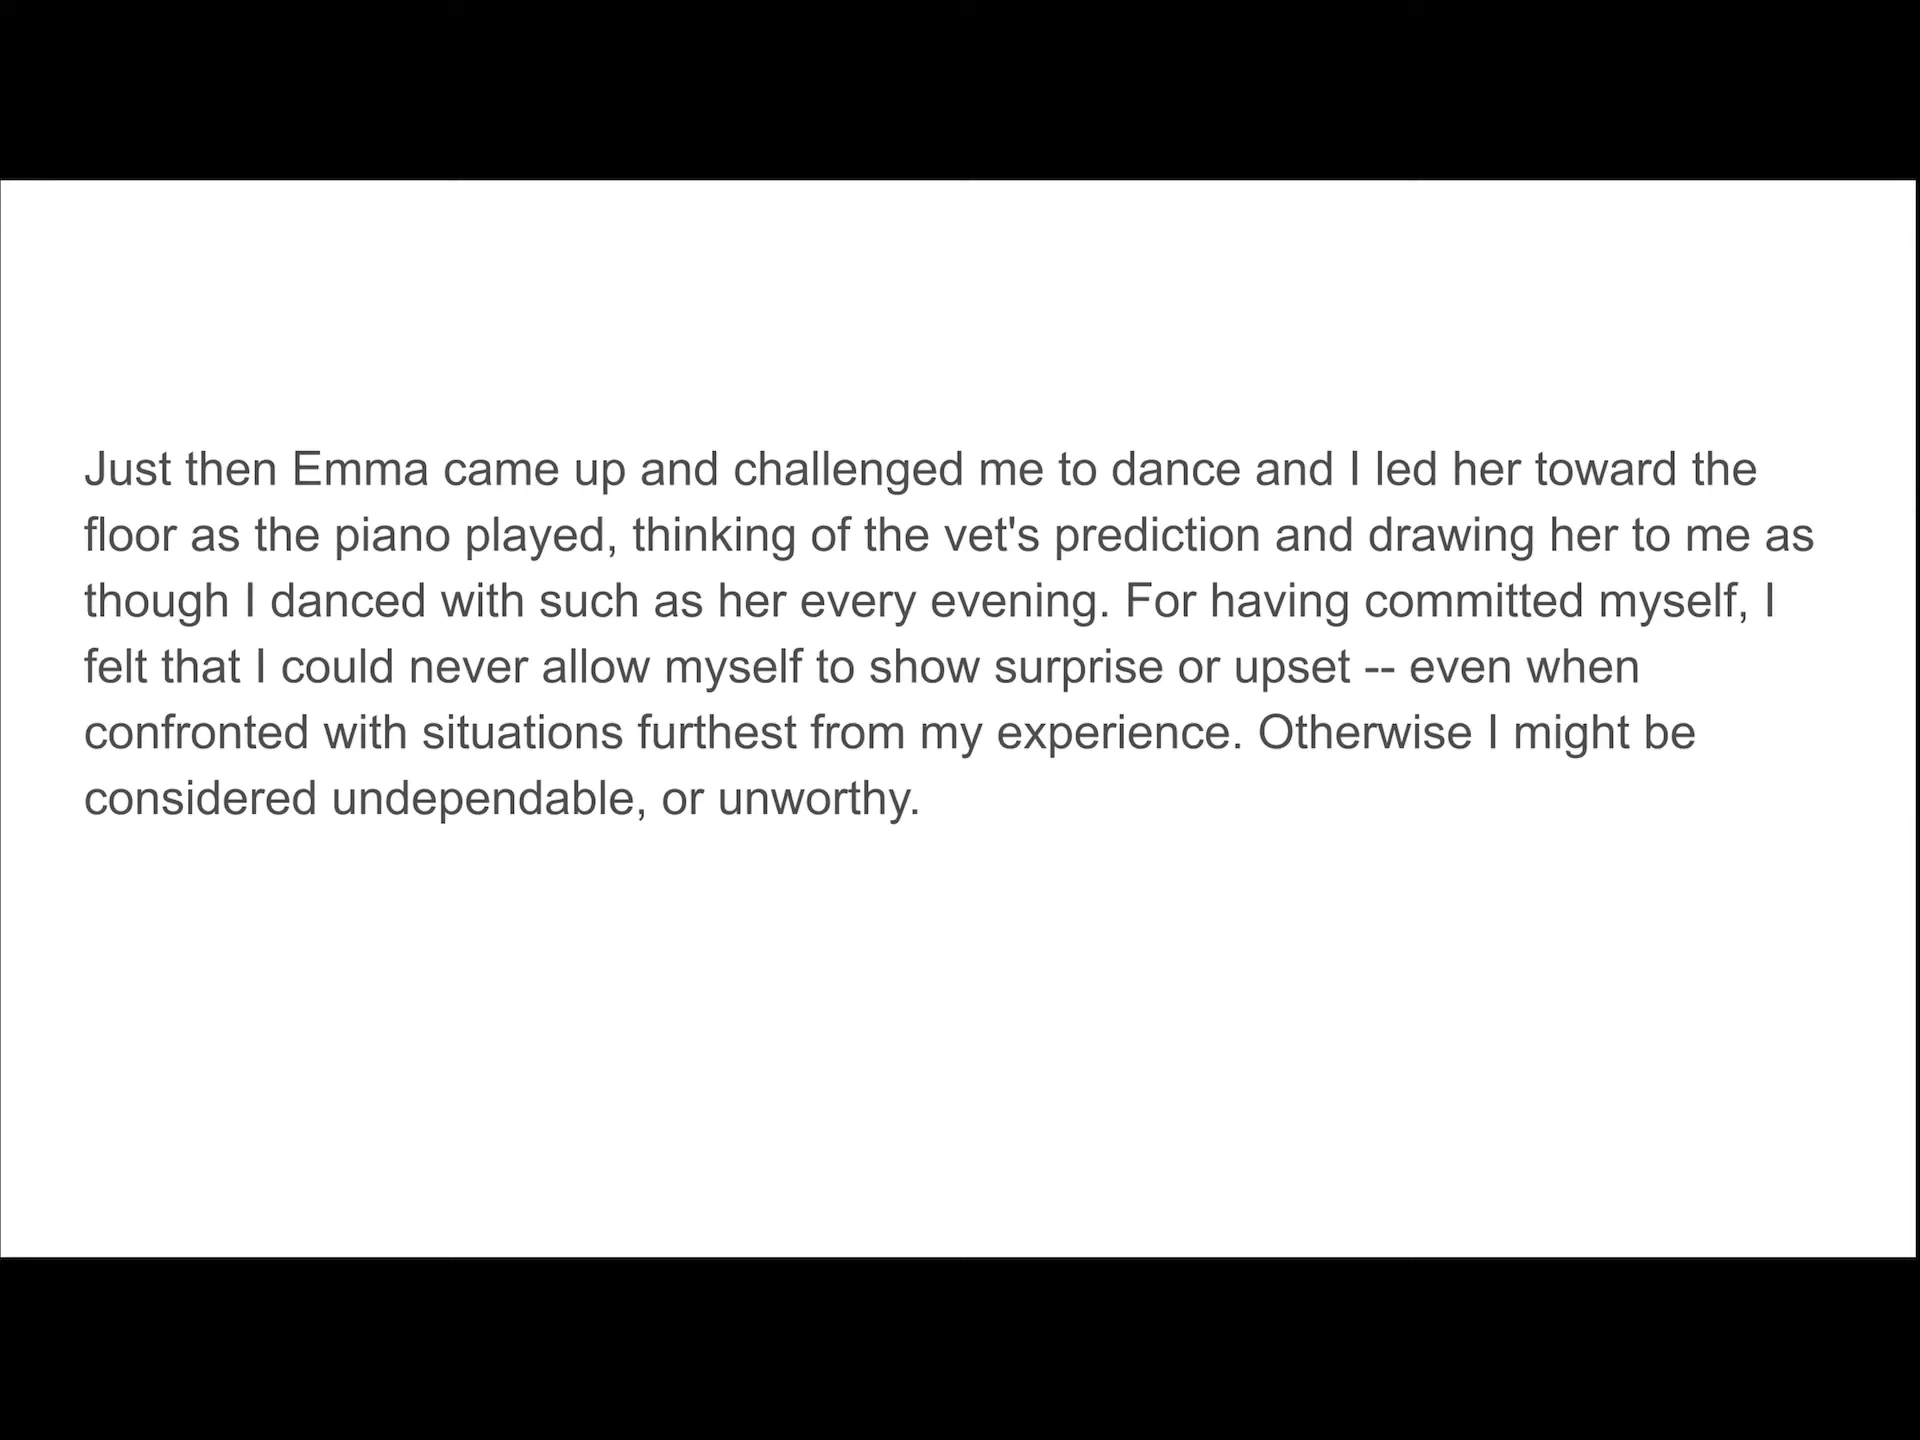 Just then Emma came up and challenged me to dance and I led her toward the
floor as the piano played, thinking of the vet's prediction and drawing her to me as
though I danced with such as her every evening. For having committed myself, I
felt that I could never allow myself to show surprise or upset -- even when
confronted with situations furthest from my experience. Otherwise I might be
considered undependable, or unworthy.